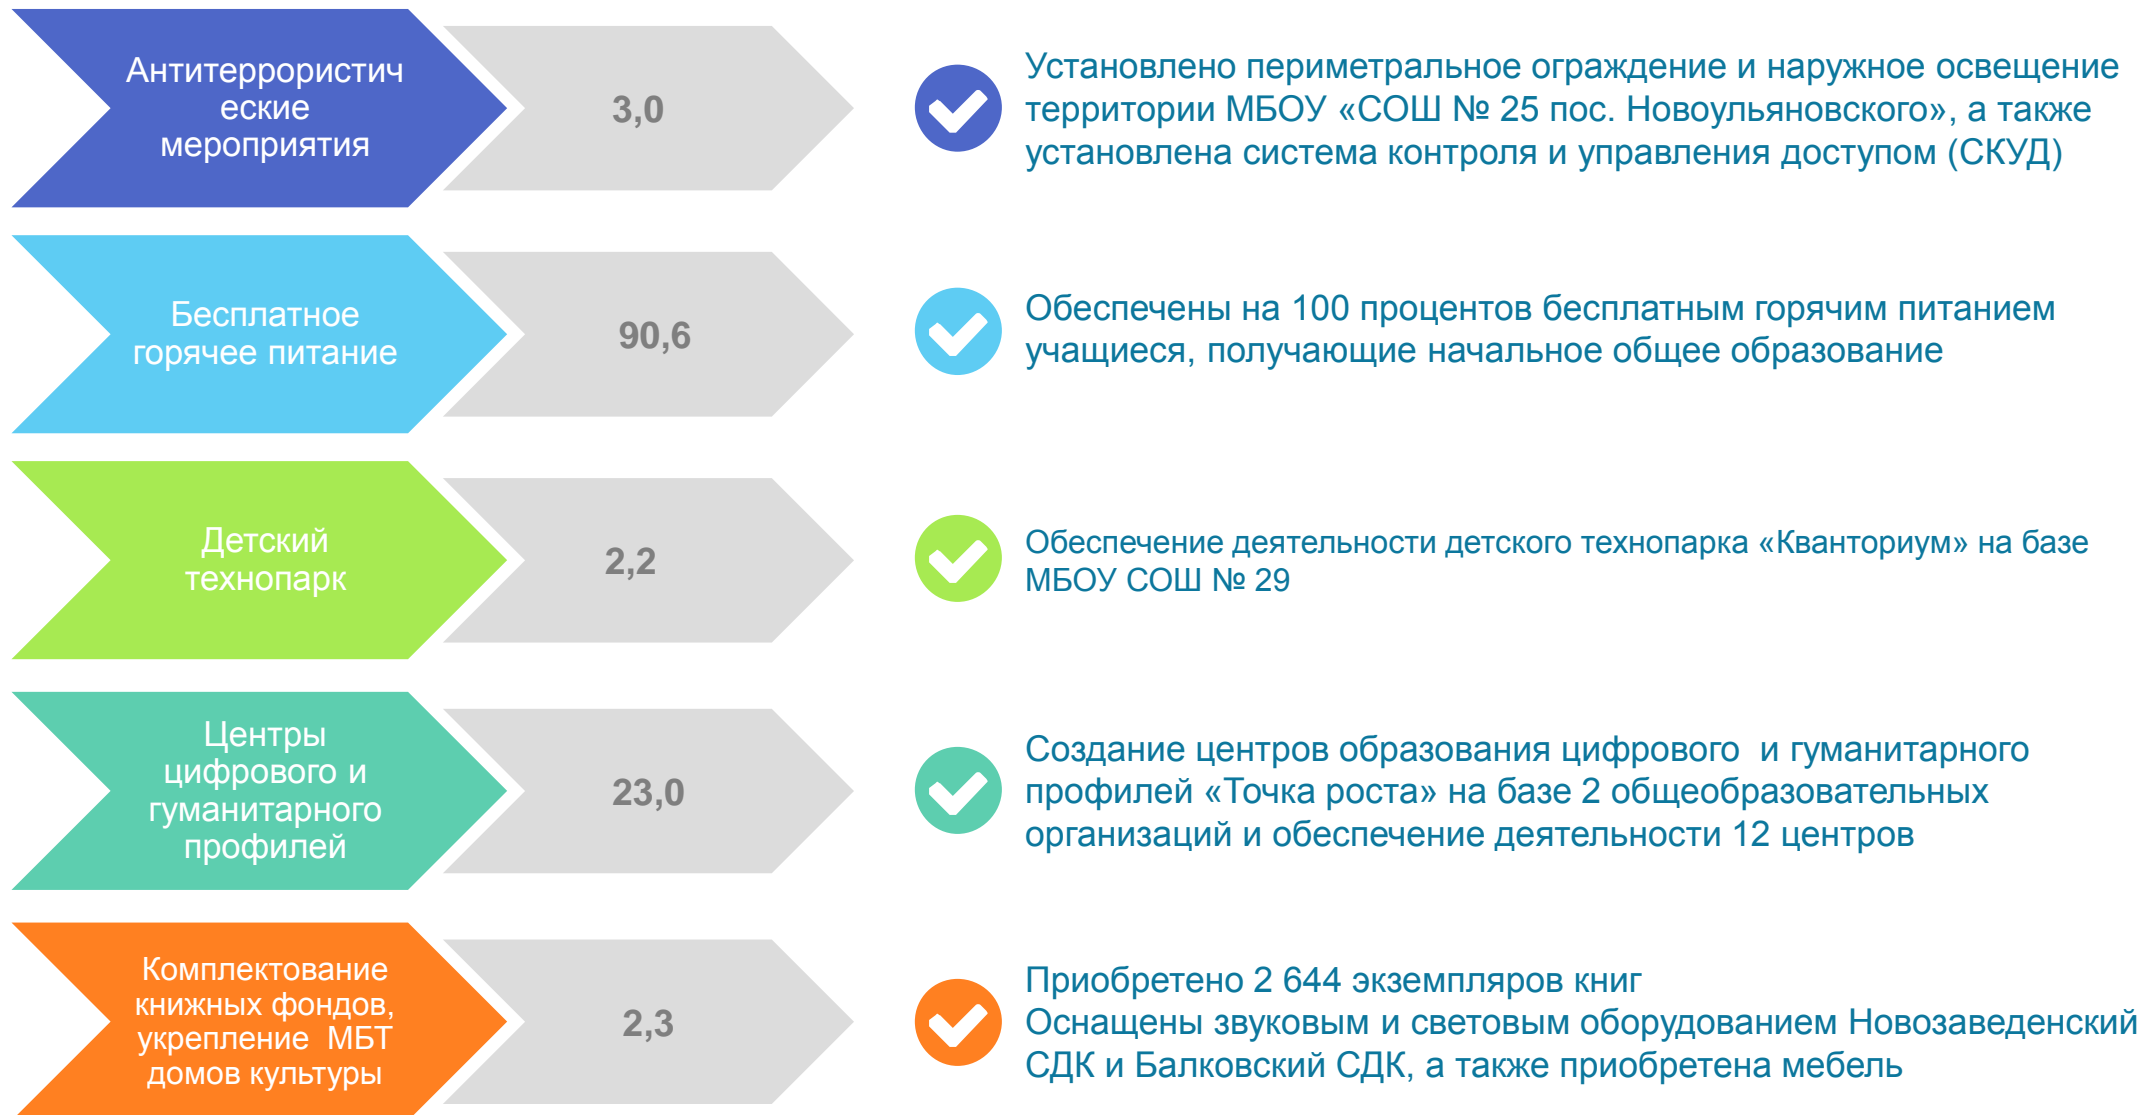 Антитеррористич
еские
мероприятия
3,0
Установлено периметральное ограждение и наружное освещение
территории МБОУ «СОШ № 25 пос. Новоульяновского», а также
установлена система контроля и управления доступом (СКУД)
Бесплатное
горячее питание
90,6
Обеспечены на 100 процентов бесплатным горячим питанием
учащиеся, получающие начальное общее образование
Детский
технопарк
2,2
Обеспечение деятельности детского технопарка «Кванториум» на базе
МБОУ СОШ № 29
Центры
цифрового и
гуманитарного
профилей
23,0
Создание центров образования цифрового  и гуманитарного
профилей «Точка роста» на базе 2 общеобразовательных
организаций и обеспечение деятельности 12 центров
Комплектование
книжных фондов,
укрепление  МБТ
домов культуры
2,3
Приобретено 2 644 экземпляров книг
Оснащены звуковым и световым оборудованием Новозаведенский
СДК и Балковский СДК, а также приобретена мебель